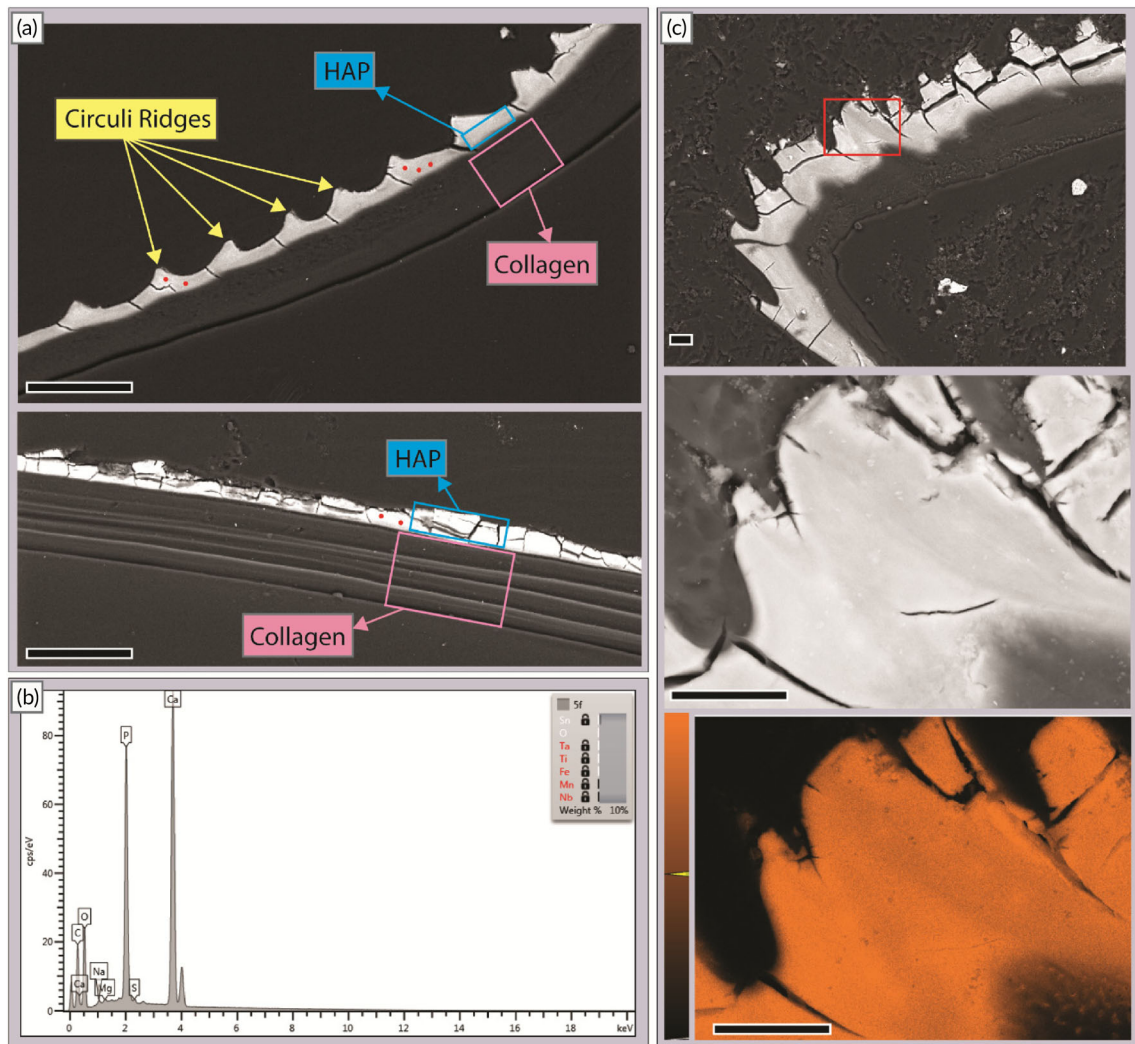 (a)
HAP
Circuli Ridges
Collagen
HAP
Collagen
(b)
Ca
P
O
C
Na
Ca
Mg
S
80
60
40
20
0
cps/eV
0 2 4 6 8 10 12 14 16 18 keV
5f
Sn
O
Ta
Ti
Fe
Mn
Nb
Weight % 10%
(c)